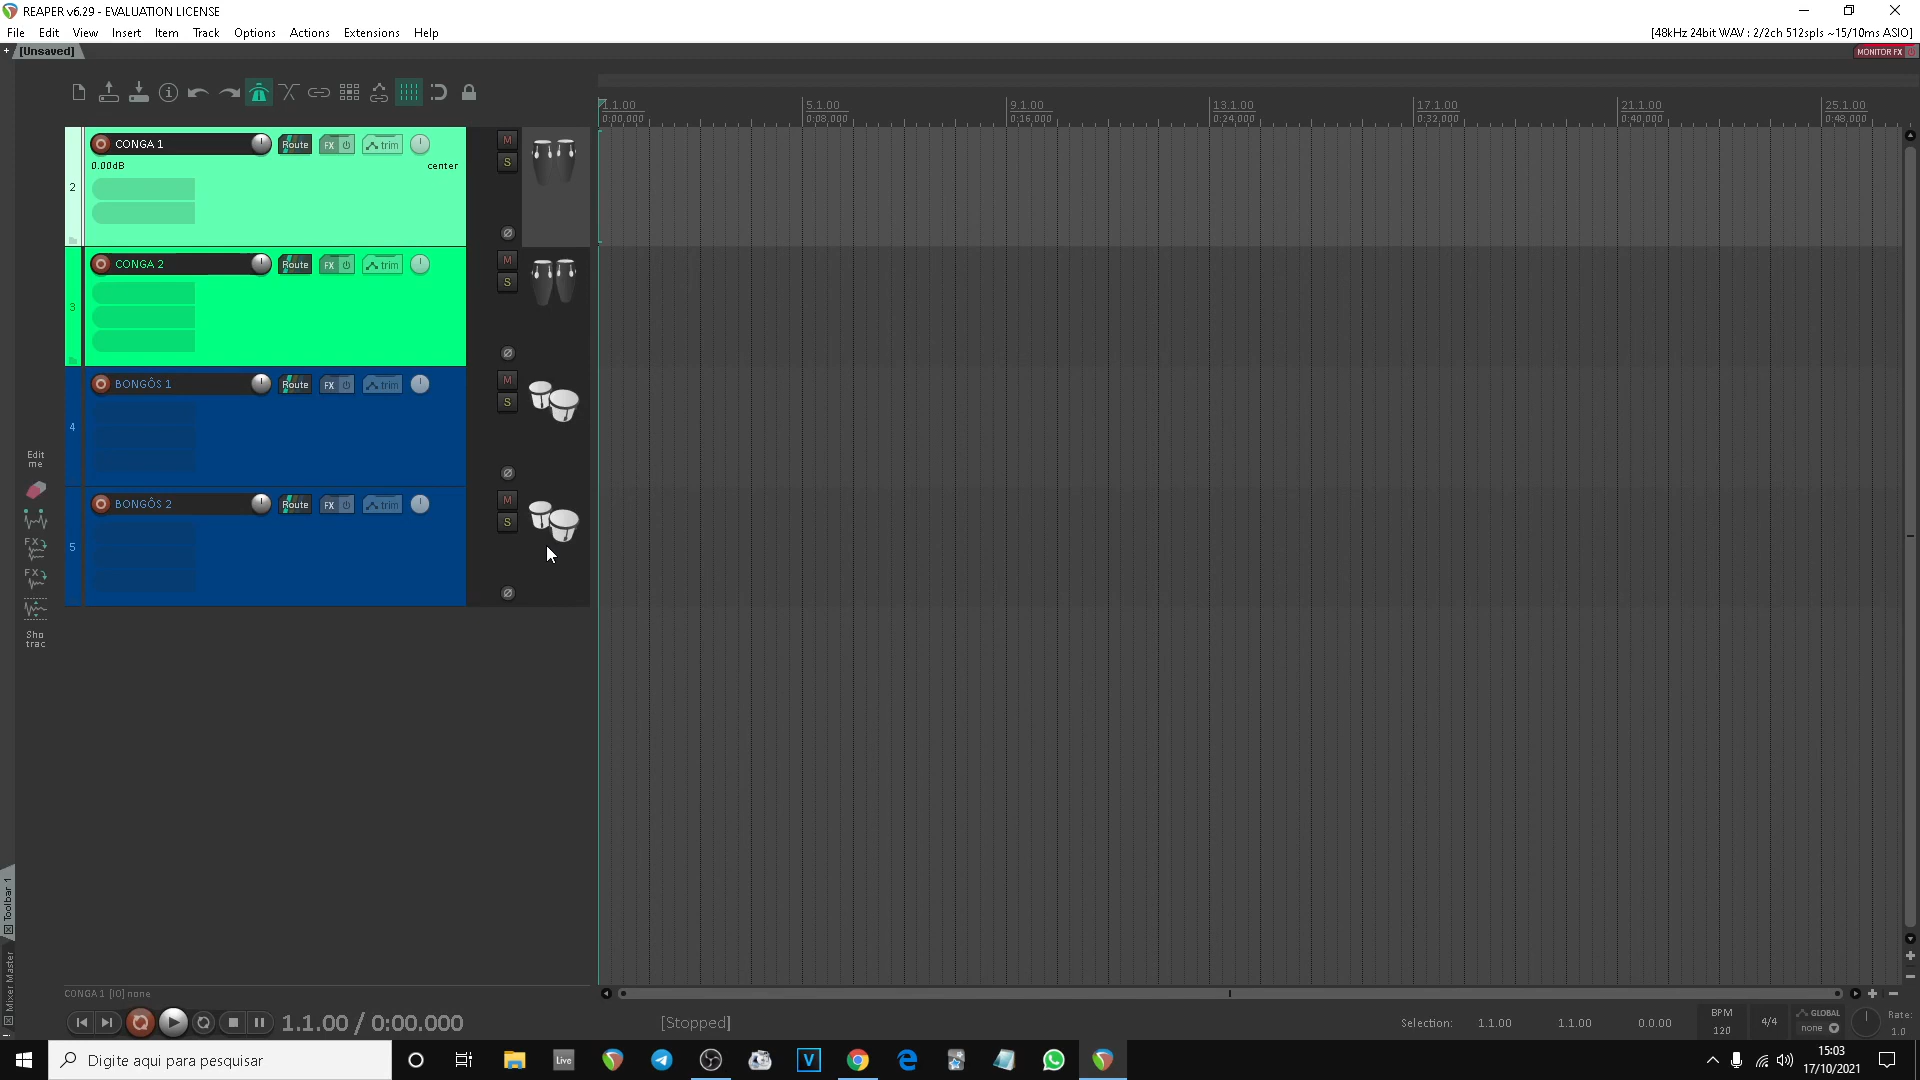 REAPER v6.29 - EVALUATION LICENSE
File Edit View Insert Item Track Options Actions Extensions Help
[48kHz 24bit WAV : 2/2ch 512spls ~15/10ms ASIO]
+ [Unsaved]
MONITOR FX
1.1.00 5.1.00 9.1.00 13.1.00 17.1.00 21.1.00 25.1.00
0:00.000 0:08.000 0:16.000 0:24.000 0:32.000 0:40.000 0:48.000
CONGA 1 Route FX trim M
0.00dB center S
2
CONGA 2 Route FX trim M
S
3
BONGÔS 1 Route FX trim M
S
4
BONGÔS 2 Route FX trim M
S
5
Edit
me
FX
FX
Sho
trac
Toolbar 1
Mixer Master
CONGA 1 [IO] none
1.1.00 / 0:00.000
[Stopped]
Selection: 1.1.00 1.1.00 0.0.00
BPM
120
4/4
GLOBAL
none
Rate:
1.0
Digite aqui para pesquisar
Live
V
15:03
17/10/2021